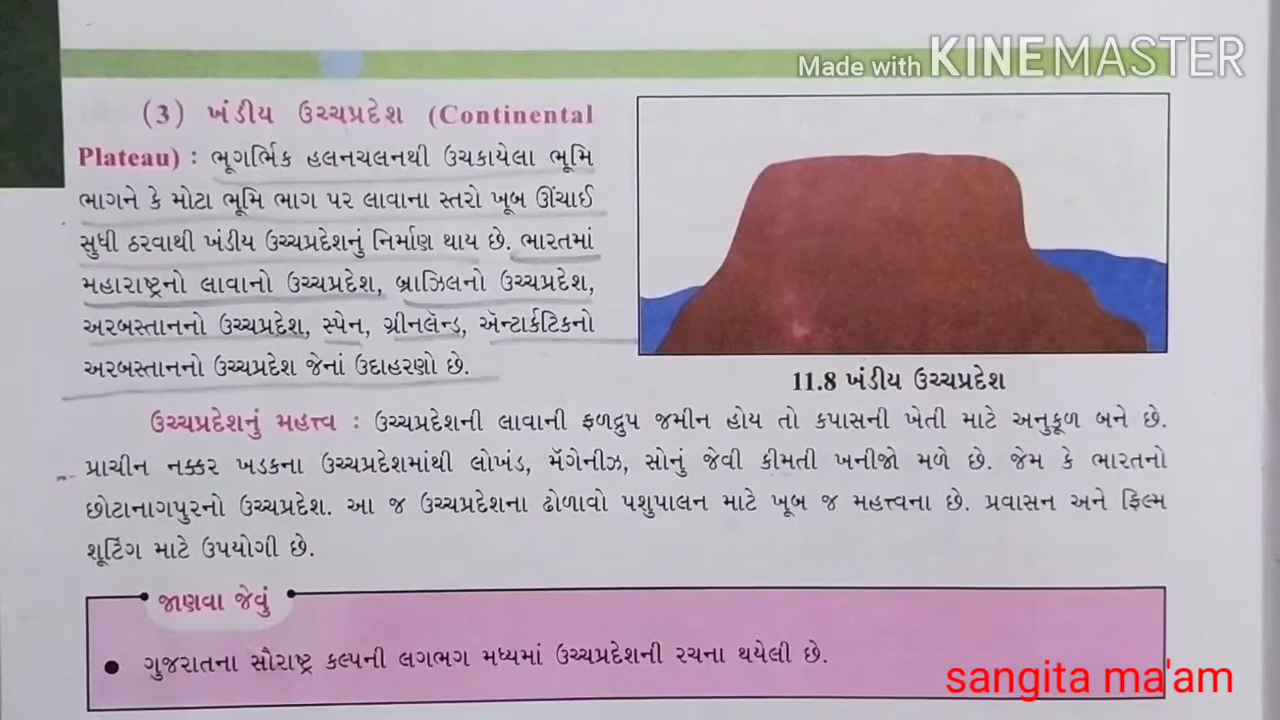 Made with KINEMASTER
(3) ખંડીય ઉચ્ચપ્રદેશ (Continental
Plateau) : ભૂગર્ભિક હલનચલનથી ઉચકાયેલા ભૂમિ
ભાગને કે મોટા ભૂમિ ભાગ પર લાવાના સ્તરો ખૂબ ઊંચાઈ
સુધી ઠરવાથી ખંડીય ઉચ્ચપ્રદેશનું નિર્માણ થાય છે. ભારતમાં
મહારાષ્ટ્રનો લાવાનો ઉચ્ચપ્રદેશ, બ્રાઝિલનો ઉચ્ચપ્રદેશ,
અરબસ્તાનનો ઉચ્ચપ્રદેશ, સ્પેન, ગ્રીનલૅન્ડ, ઍન્ટાર્કટિકનો
અરબસ્તાનનો ઉચ્ચપ્રદેશ જેનાં ઉદાહરણો છે.
11.8 ખંડીય ઉચ્ચપ્રદેશ
ઉચ્ચપ્રદેશનું મહત્ત્વ : ઉચ્ચપ્રદેશની લાવાની ફળદ્રુપ જમીન હોય તો કપાસની ખેતી માટે અનુકૂળ બને છે.
પ્રાચીન નક્કર ખડકના ઉચ્ચપ્રદેશમાંથી લોખંડ, મૅંગેનીઝ, સોનું જેવી કીમતી ખનીજો મળે છે. જેમ કે ભારતનો
છોટાનાગપુરનો ઉચ્ચપ્રદેશ. આ જ ઉચ્ચપ્રદેશના ઢોળાવો પશુપાલન માટે ખૂબ જ મહત્ત્વના છે. પ્રવાસન અને ફિલ્મ
શૂટિંગ માટે ઉપયોગી છે.
જાણવા જેવું
● ગુજરાતના સૌરાષ્ટ્ર કલ્પની લગભગ મધ્યમાં ઉચ્ચપ્રદેશની રચના થયેલી છે.
sangita ma'am